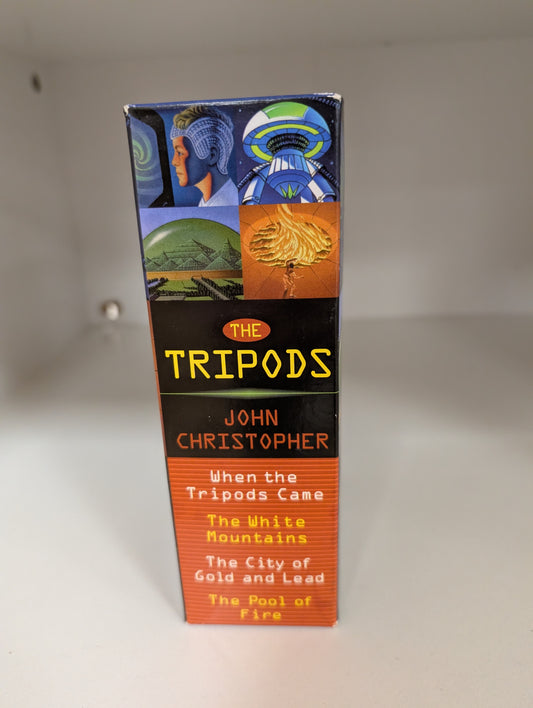 THE
TRIPODS
JOHN
CHRISTOPHER
When the
Tripods Came
The White
Mountains
The City of
Gold and Lead
The Pool of
Fire